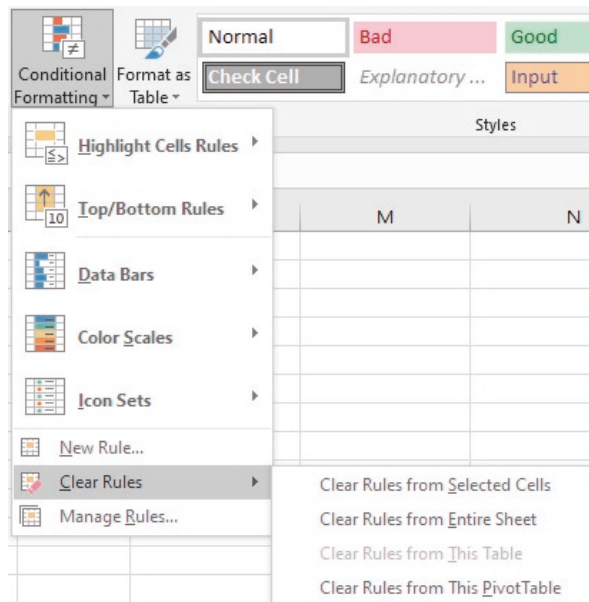 Conditional
Formatting
Format as
Table
Normal
Bad
Good
Check Cell
Explanatory ...
Input
Styles
Highlight Cells Rules
10
Top/Bottom Rules
Data Bars
Color Scales
Icon Sets
New Rule...
Clear Rules
Manage Rules...
M
N
Clear Rules from Selected Cells
Clear Rules from Entire Sheet
Clear Rules from This Table
Clear Rules from This PivotTable